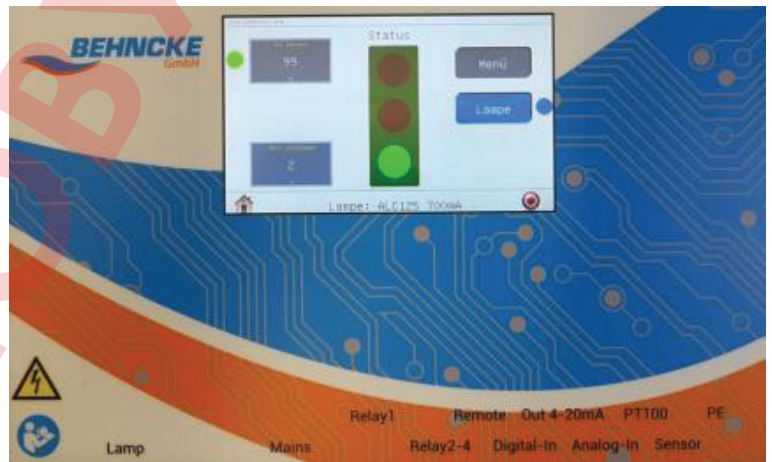 BEHNCKE
GmbH
Status
99
Menü
Lampe
2
Lampe: ALC125 700mA
Relay1 Remote Out 4-20mA PT100 PE
Lamp Mains Relay2-4 Digital-In Analog-In Sensor